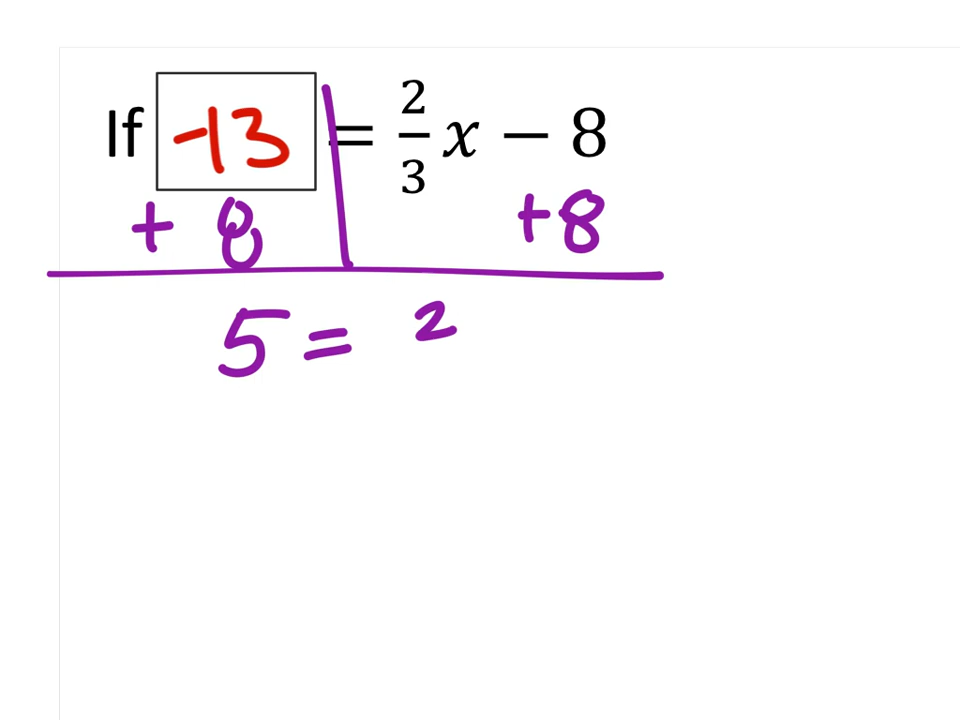 If -13 = 2/3 x − 8
+ 8 +8
5 = 2